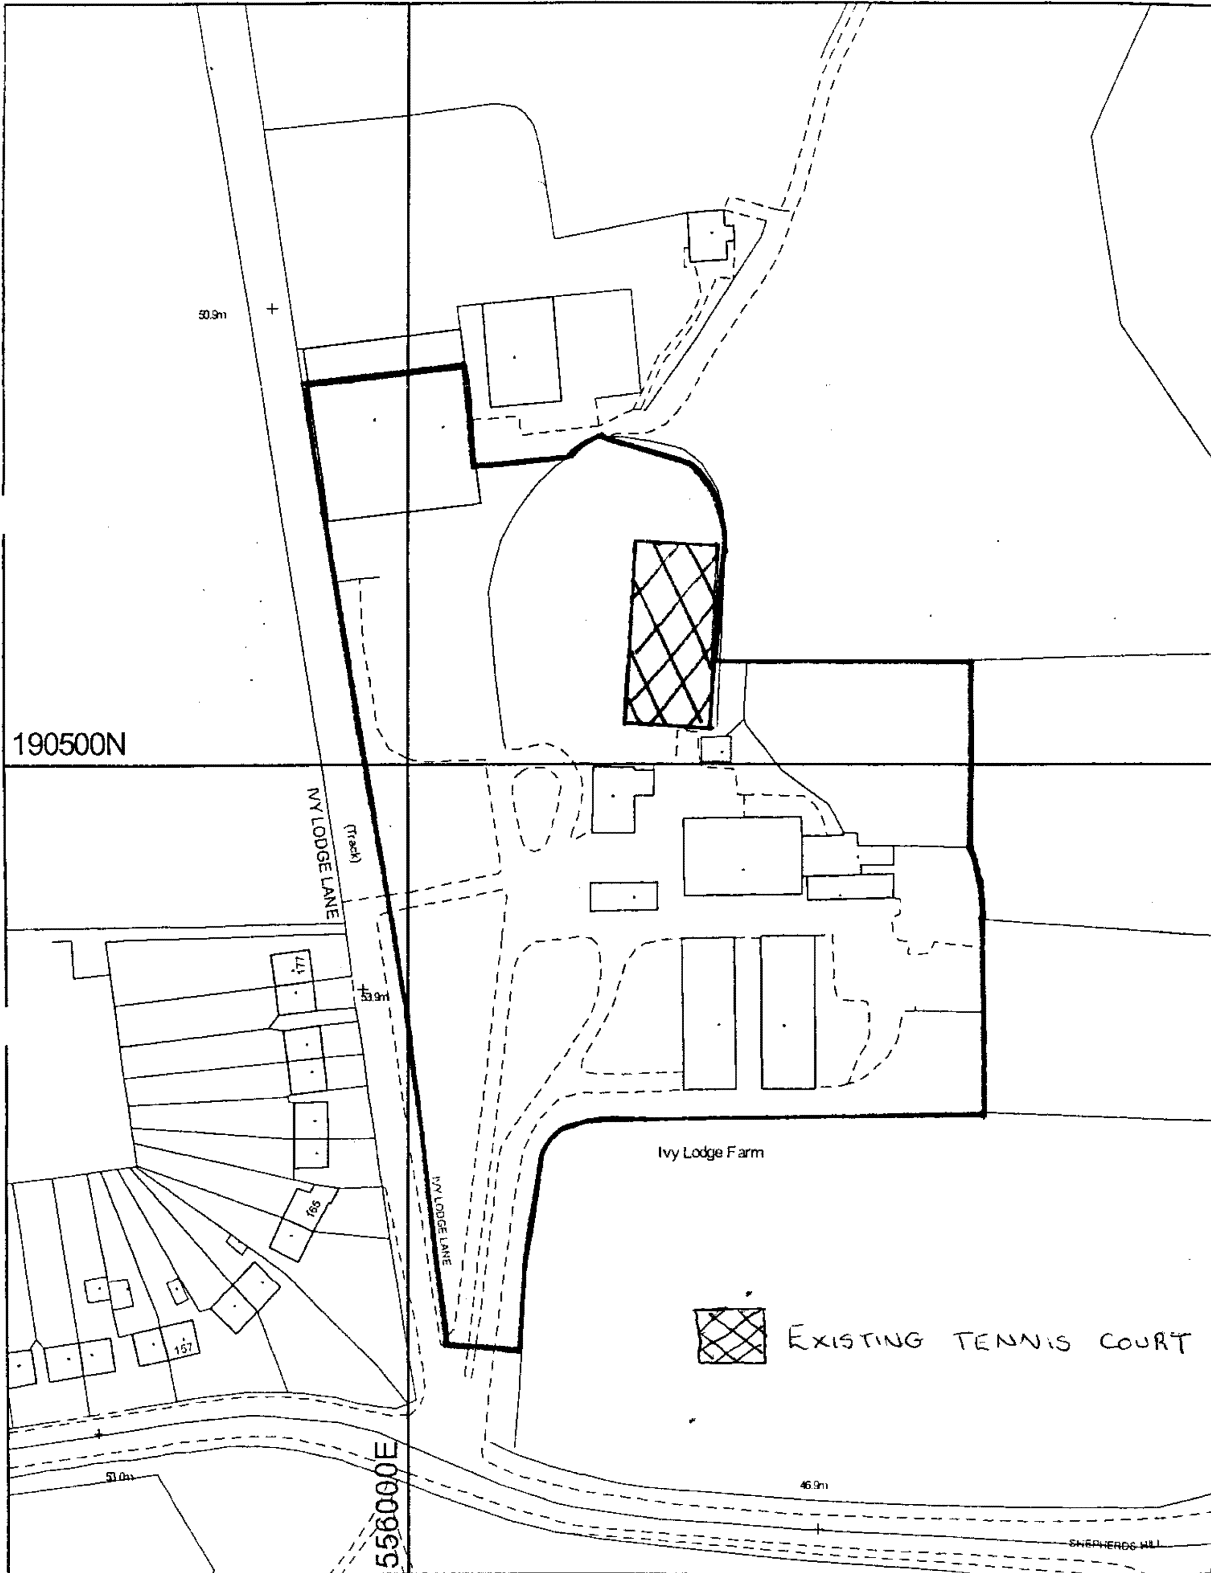 50.9m
190500N
IVY LODGE LANE
(Track)
177
53.9m
Ivy Lodge Farm
IVY LODGE LANE
165
EXISTING TENNIS COURT
157
556000E
53.0m
46.9m
SHEPHERDS HILL